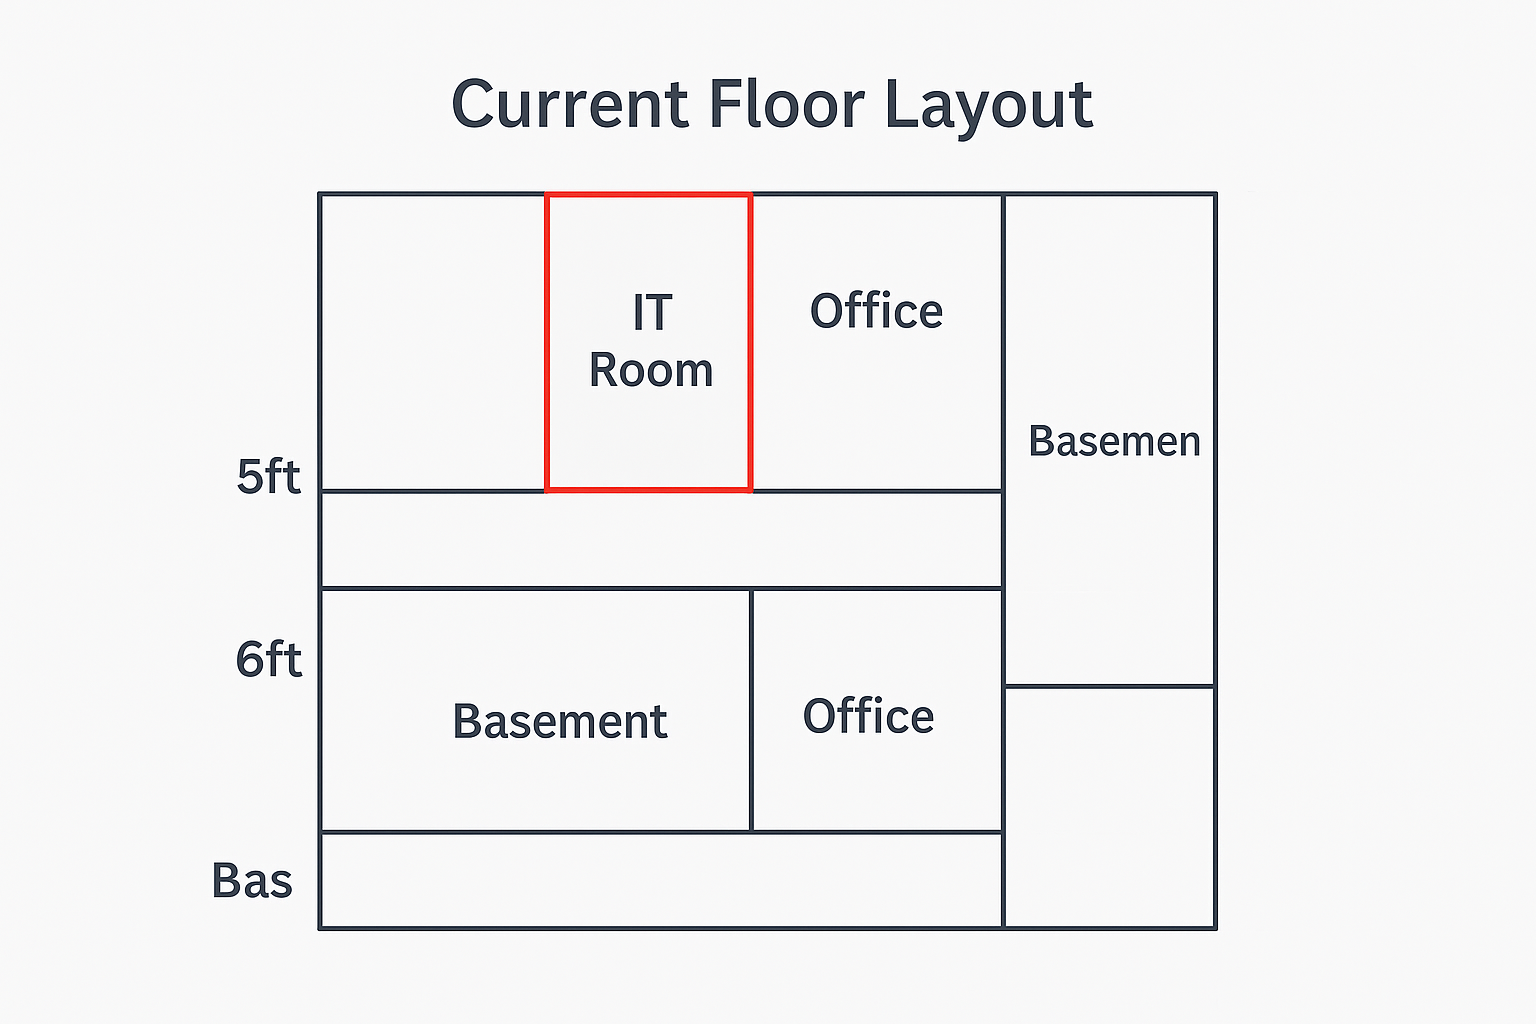 Current Floor Layout
IT
Room
Office
Basemen
5ft
6ft
Basement
Office
Bas